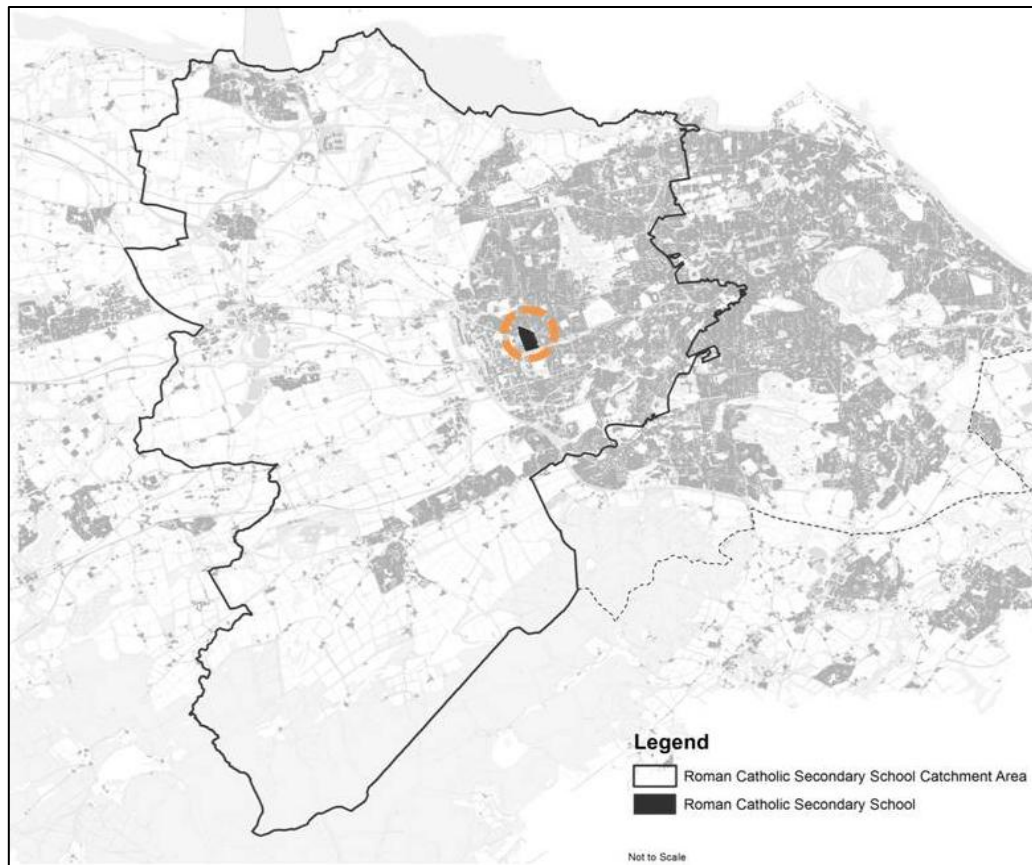 Legend
Roman Catholic Secondary School Catchment Area
Roman Catholic Secondary School
Not to Scale